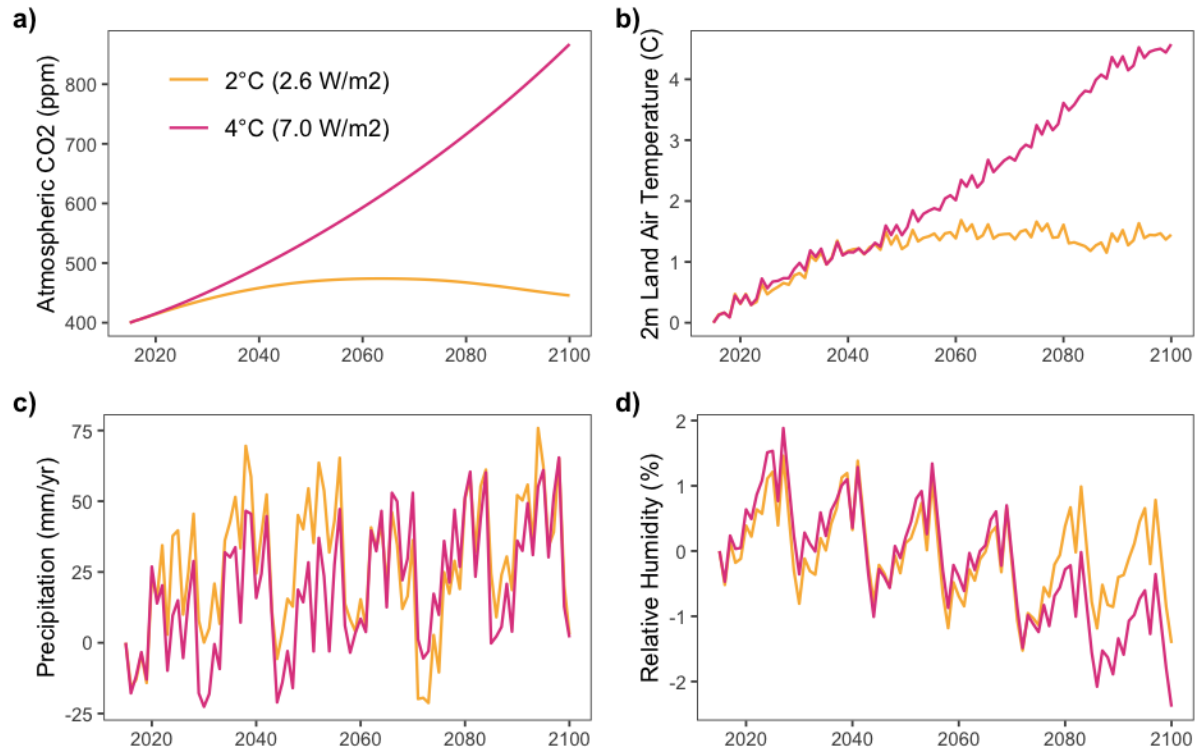 a)
Atmospheric CO2 (ppm)
800
700
600
500
400
2°C (2.6 W/m2)
4°C (7.0 W/m2)
2020 2040 2060 2080 2100
b)
2m Land Air Temperature (C)
4
3
2
1
0
2020 2040 2060 2080 2100
c)
Precipitation (mm/yr)
75
50
25
0
-25
2020 2040 2060 2080 2100
d)
Relative Humidity (%)
2
1
0
-1
-2
2020 2040 2060 2080 2100